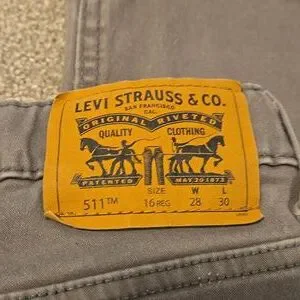 LEVI STRAUSS & CO.
SAN FRANCISCO
CAL.
ORIGINAL RIVETED
QUALITY CLOTHING
PATENTED MAY 20 1873
SIZE W L
511™ 16 REG 28 30